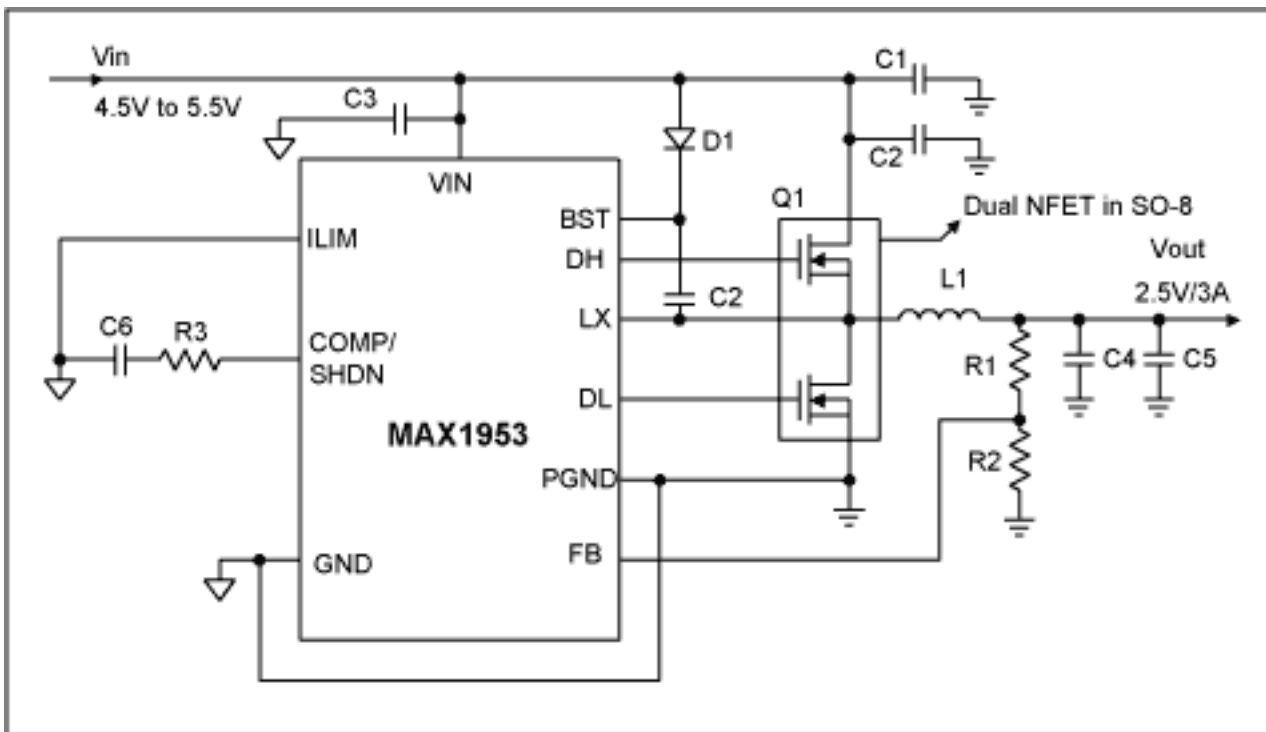 Vin
4.5V to 5.5V
C3
C1
D1
C2
VIN
Q1
Dual NFET in SO-8
BST
ILIM
DH
Vout
L1
2.5V/3A
C2
LX
C6
R3
COMP/
SHDN
R1
C4
C5
DL
MAX1953
R2
PGND
FB
GND